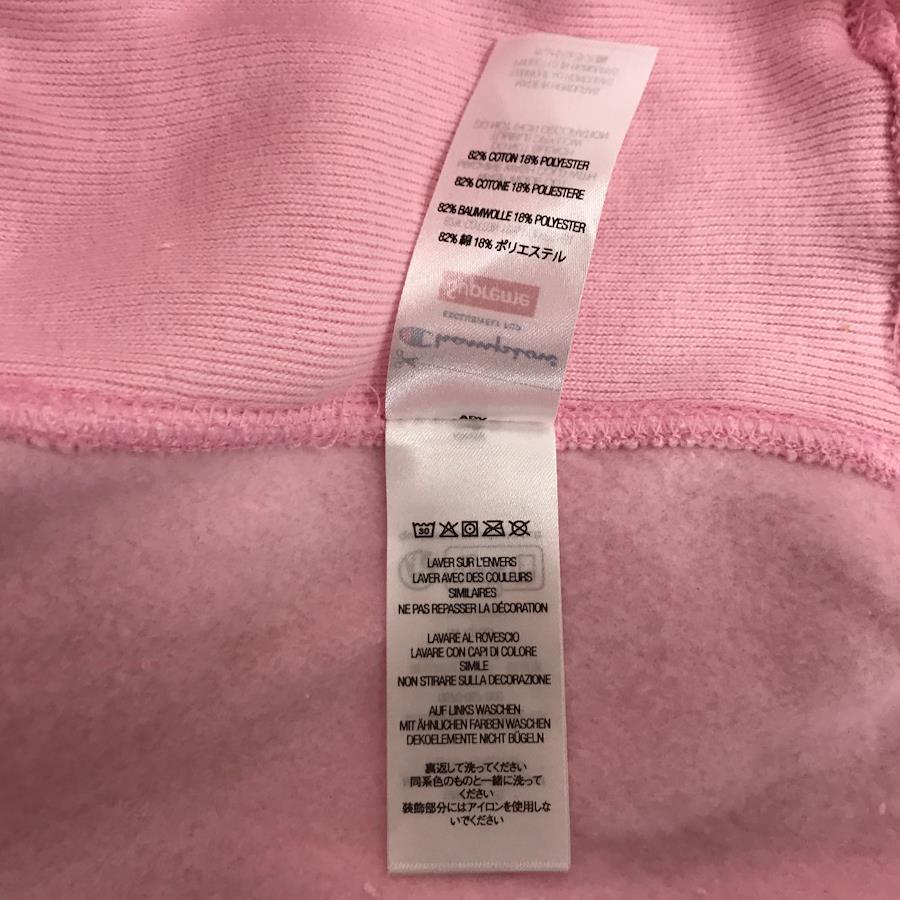 82% COTON 18% POLYESTER
82% COTONE 18% POLIESTERE
82% BAUMWOLLE 18% POLYESTER
82% 綿 18% ポリエステル
Supreme
EXCLUSIVELY FOR
Champion
30
LAVER SUR L'ENVERS
LAVER AVEC DES COULEURS
SIMILAIRES
NE PAS REPASSER LA DÉCORATION
LAVARE AL ROVESCIO
LAVARE CON CAPI DI COLORE
SIMILE
NON STIRARE SULLA DECORAZIONE
AUF LINKS WASCHEN
MIT ÄHNLICHEN FARBEN WASCHEN
DEKOELEMENTE NICHT BÜGELN
裏返して洗ってください
同系色のものと一緒に洗って
ください
装飾部分にはアイロンを使用しな
いでください